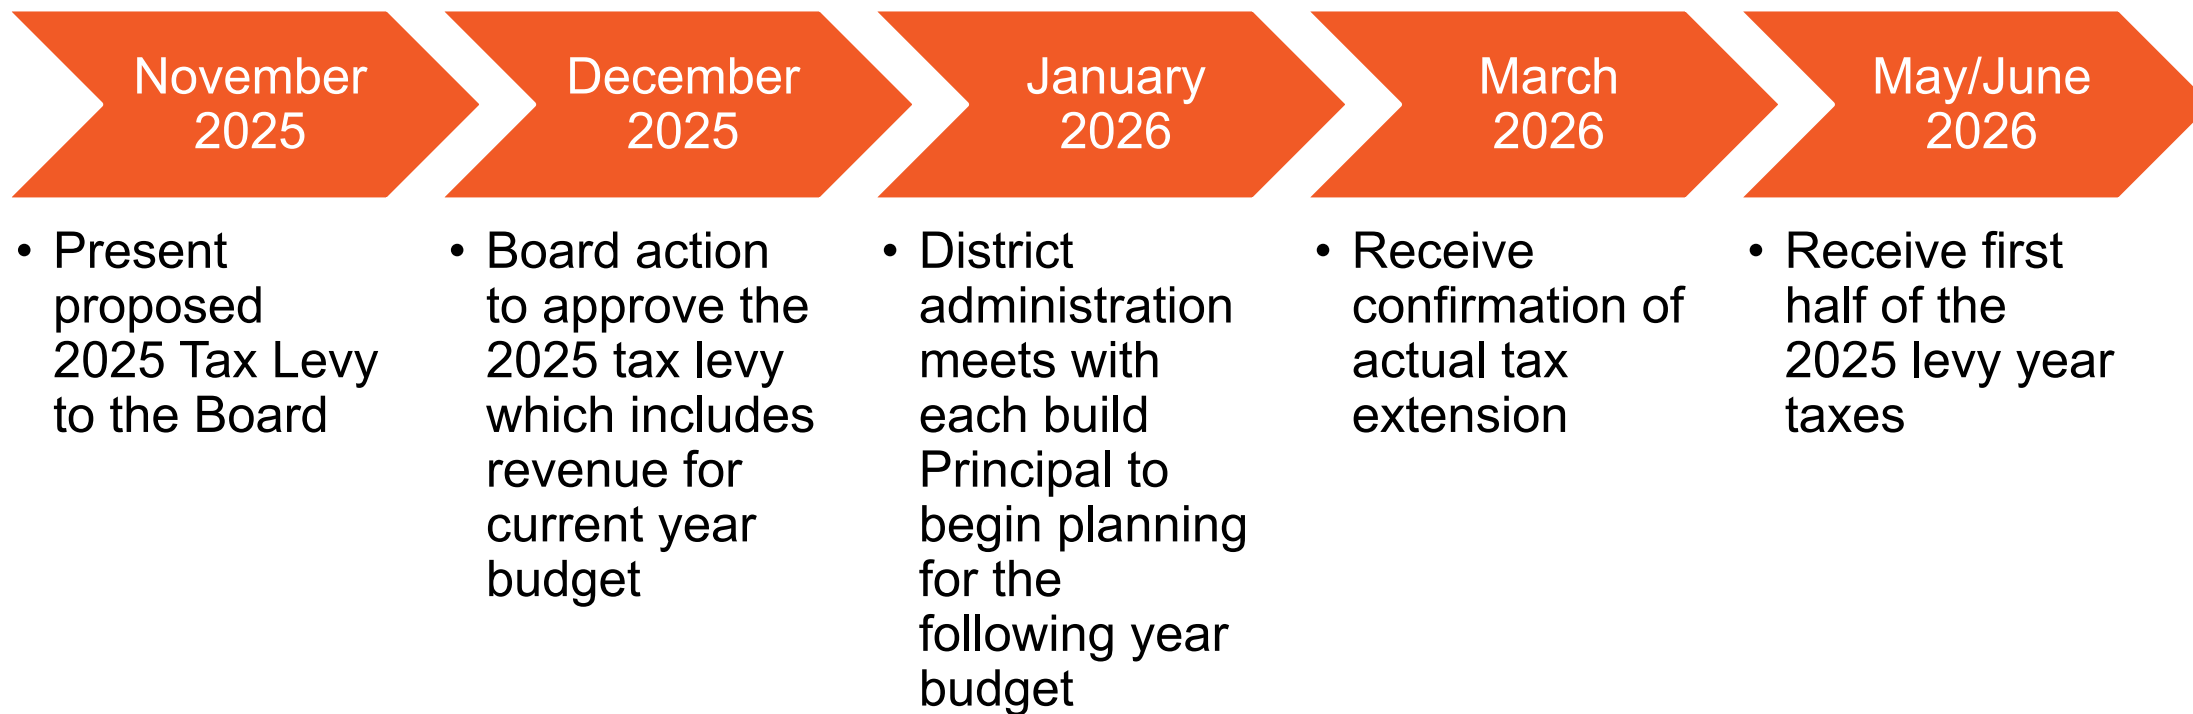 November
2025
• Present
proposed
2025 Tax Levy
to the Board
December
2025
• Board action
to approve the
2025 tax levy
which includes
revenue for
current year
budget
January
2026
• District
administration
meets with
each build
Principal to
begin planning
for the
following year
budget
March
2026
• Receive
confirmation of
actual tax
extension
May/June
2026
• Receive first
half of the
2025 levy year
taxes